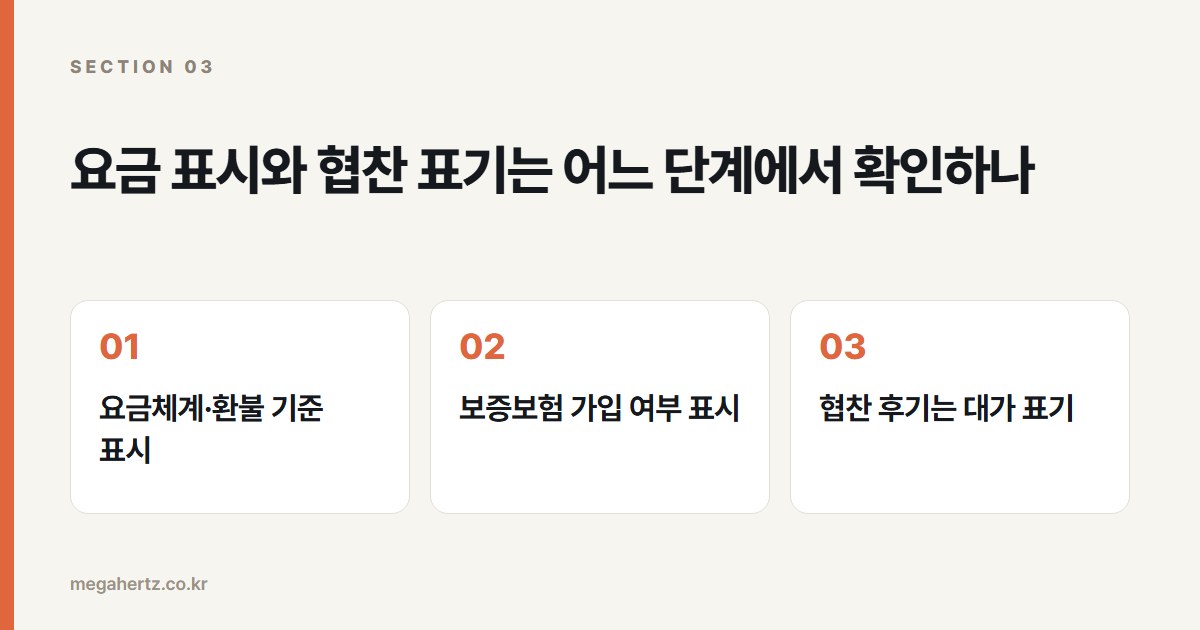 SECTION 03
요금 표시와 협찬 표기는 어느 단계에서 확인하나
01
요금체계·환불 기준
표시
02
보증보험 가입 여부 표시
03
협찬 후기는 대가 표기
megahertz.co.kr